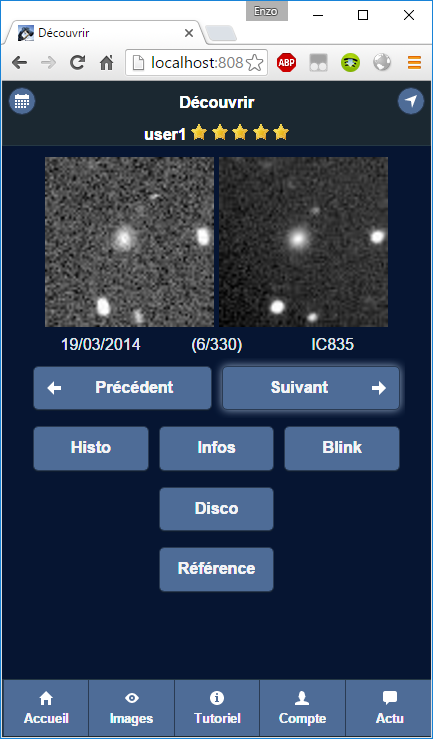 Enzo
Découvrir
localhost:808
ABP
Découvrir
user1
19/03/2014 (6/330) IC835
Précédent Suivant
Histo Infos Blink
Disco
Référence
Accueil Images Tutoriel Compte Actu